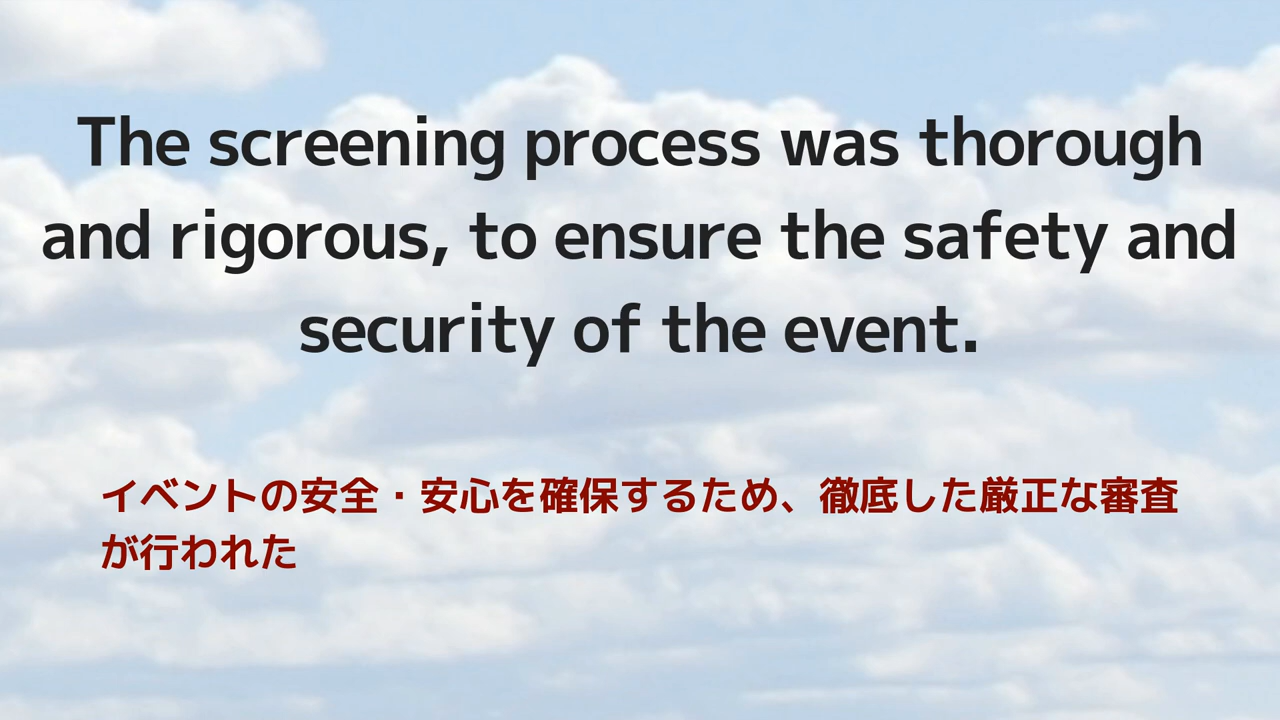 The screening process was thorough
and rigorous, to ensure the safety and
security of the event.
イベントの安全・安心を確保するため、徹底した厳正な審査
が行われた